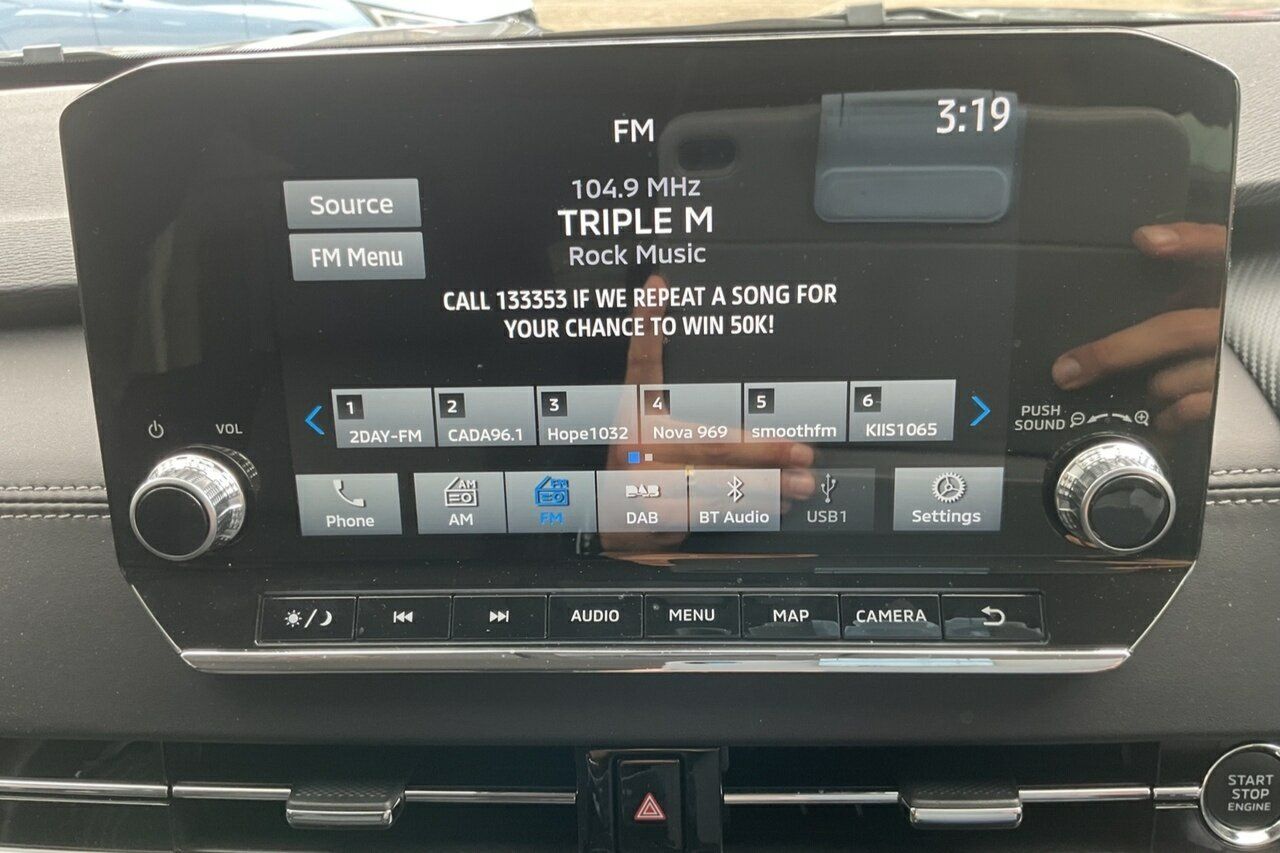 FM
3:19
104.9 MHz
TRIPLE M
Rock Music
Source
FM Menu
CALL 133353 IF WE REPEAT A SONG FOR
YOUR CHANCE TO WIN 50K!
1 2 3 4 5 6
2DAY-FM CADA96.1 Hope1032 Nova 969 smoothfm KIIS1065
VOL
PUSH
SOUND
AM FM DAB
Phone AM FM DAB BT Audio USB1 Settings
AUDIO MENU MAP CAMERA
START
STOP
ENGINE